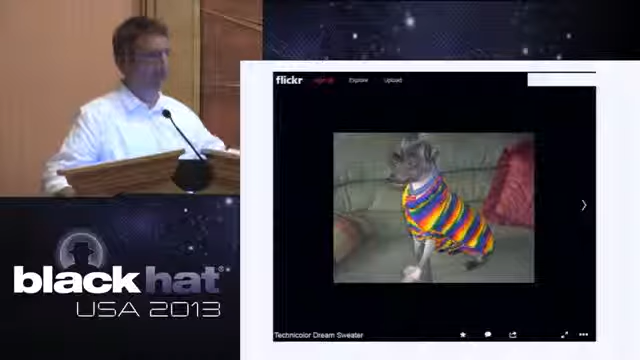 flickr Explore Upload
Technicolor Dream Sweater
black hat®
USA 2013